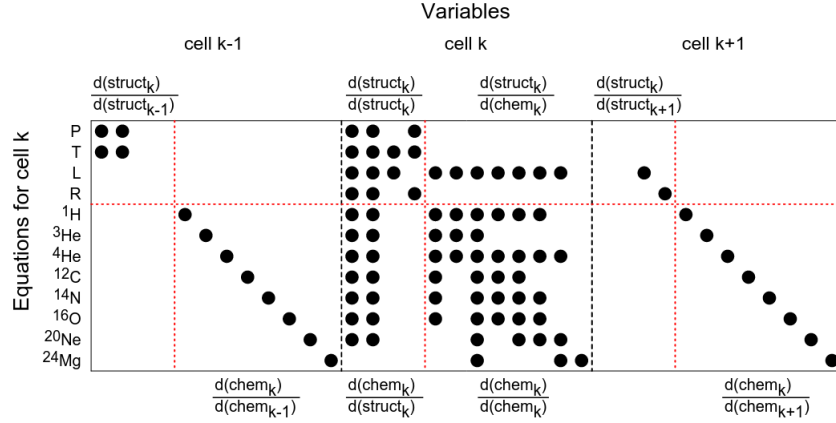 Variables
cell k-1 cell k cell k+1
d(struct_k) d(struct_k) d(struct_k) d(struct_k)
d(struct_k-1) d(struct_k) d(chem_k) d(struct_k+1)
Equations for cell k
P
T
L
R
¹H
³He
⁴He
¹²C
¹⁴N
¹⁶O
²⁰Ne
²⁴Mg
d(chem_k) d(chem_k) d(chem_k) d(chem_k)
d(chem_k-1) d(struct_k) d(chem_k) d(chem_k+1)